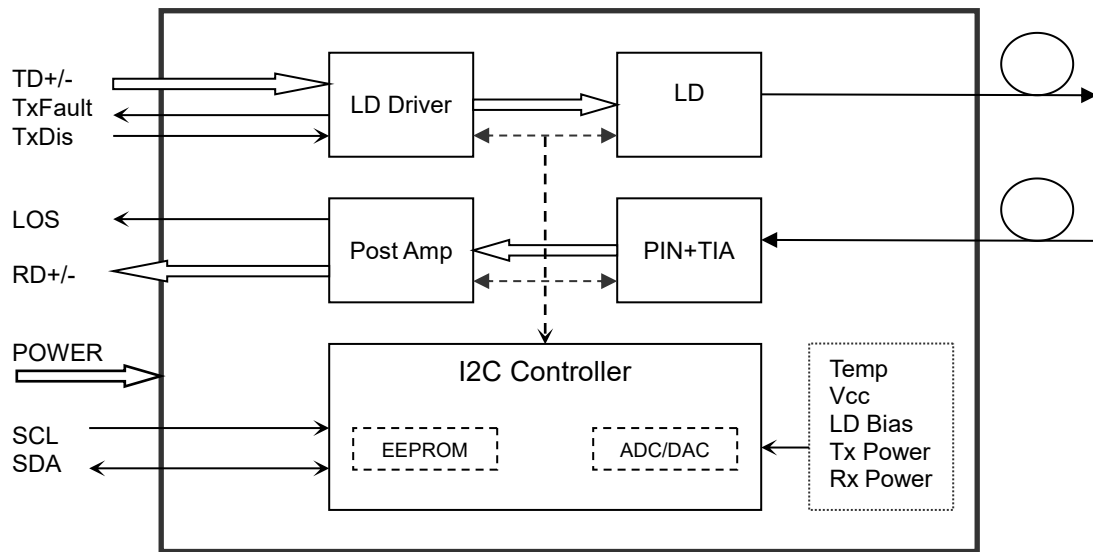 TD+/-
TxFault
TxDis
LD Driver
LD
LOS
RD+/-
Post Amp
PIN+TIA
POWER
SCL
SDA
I2C Controller
EEPROM
ADC/DAC
Temp
Vcc
LD Bias
Tx Power
Rx Power